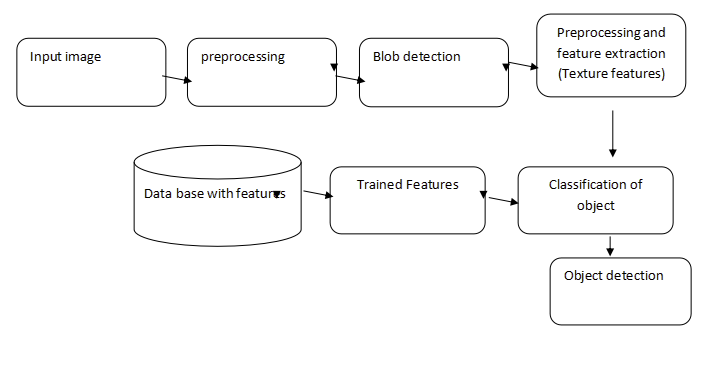 Input image
preprocessing
Blob detection
Preprocessing and
feature extraction
(Texture features)
Data base with features
Trained Features
Classification of
object
Object detection